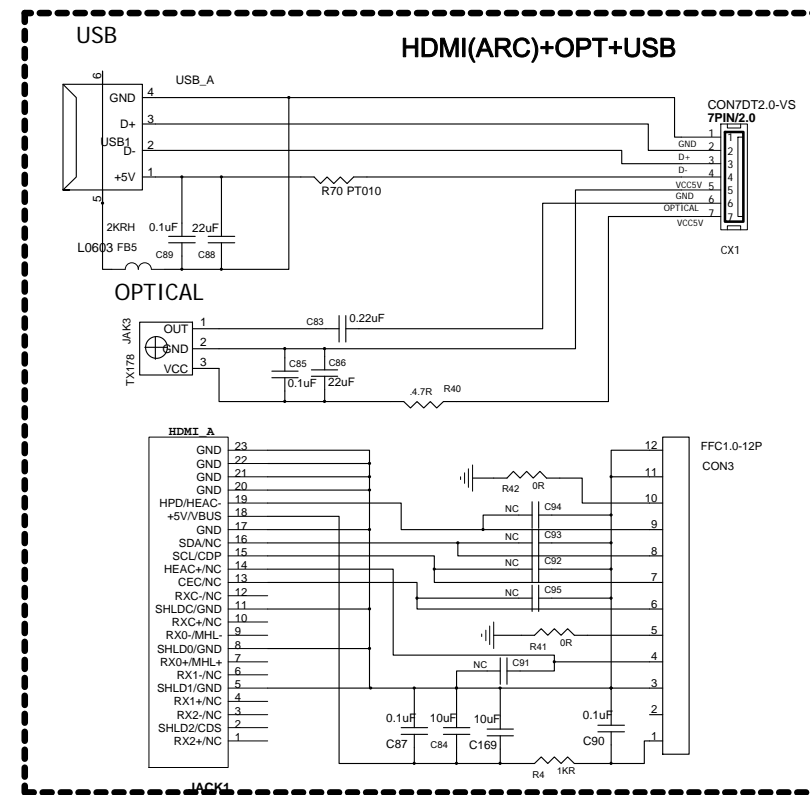 USB
HDMI(ARC)+OPT+USB
USB_A
6
GND 4
D+ 3
USB1
D- 2
+5V 1
5
R70 PT010
2KRH
0.1uF
22uF
L0603 FB5
C89
C88
CON7DT2.0-VS
7PIN/2.0
1 1
GND 2 2
D+ 3 3
D- 4 4
VCC5V 5 5
GND 6 6
OPTICAL 7 7
VCC5V
CX1
OPTICAL
JAK3
TX178
OUT 1
GND 2
VCC 3
C83
0.22uF
C85
0.1uF
C86
22uF
.4.7R
R40
HDMI_A
GND 23
GND 22
GND 21
GND 20
HPD/HEAC- 19
+5V/VBUS 18
GND 17
SDA/NC 16
SCL/CDP 15
HEAC+/NC 14
CEC/NC 13
RXC-/NC 12
SHLDC/GND 11
RXC+/NC 10
RX0-/MHL- 9
SHLD0/GND 8
RX0+/MHL+ 7
RX1-/NC 6
SHLD1/GND 5
RX1+/NC 4
RX2-/NC 3
SHLD2/CDS 2
RX2+/NC 1
JACK1
R42
0R
NC
C94
NC
C93
NC
C92
NC
C95
R41
0R
NC
C91
0.1uF
C87
10uF
C84
10uF
C169
0.1uF
C90
R4
1KR
12
11
10
9
8
7
6
5
4
3
2
1
FFC1.0-12P
CON3